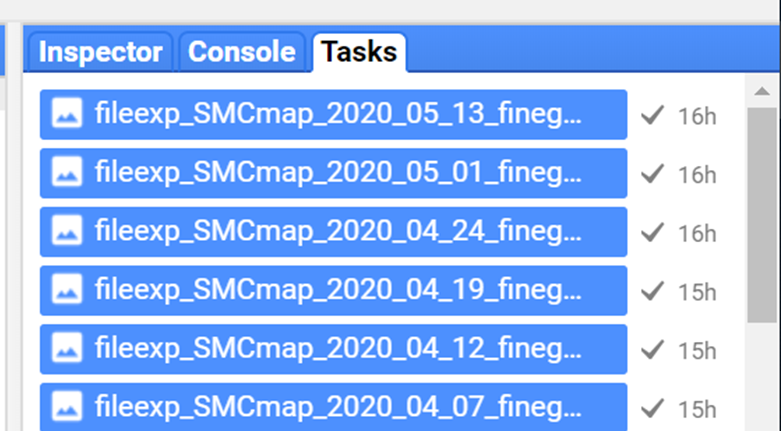 Inspector Console Tasks
fileexp_SMCmap_2020_05_13_fineg... 16h
fileexp_SMCmap_2020_05_01_fineg... 16h
fileexp_SMCmap_2020_04_24_fineg... 16h
fileexp_SMCmap_2020_04_19_fineg... 15h
fileexp_SMCmap_2020_04_12_fineg... 15h
fileexp_SMCmap_2020_04_07_fineg... 15h